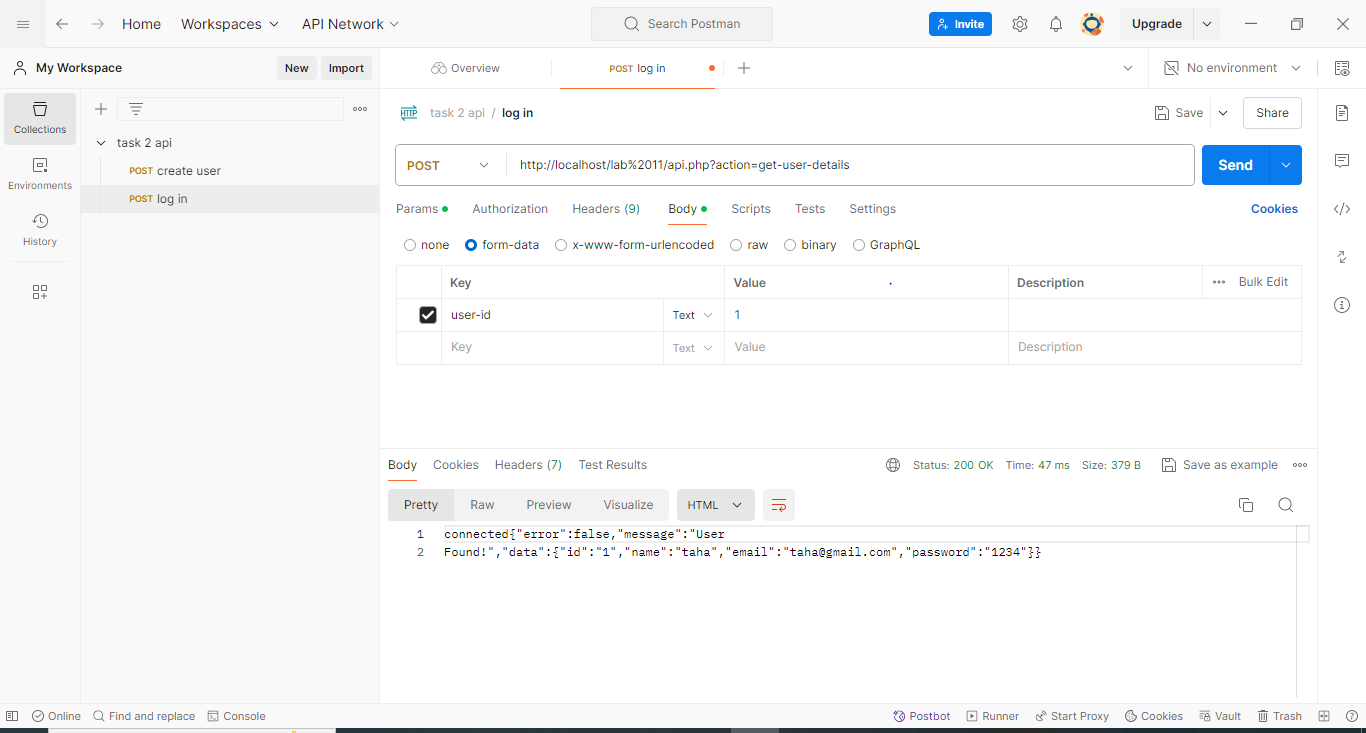 Home Workspaces API Network Search Postman Invite Upgrade
My Workspace New Import Overview POST log in No environment
Collections
Environments
History
task 2 api
POST create user
POST log in
HTTP task 2 api / log in Save Share
POST http://localhost/lab%2011/api.php?action=get-user-details Send
Params Authorization Headers (9) Body Scripts Tests Settings Cookies
none form-data x-www-form-urlencoded raw binary GraphQL
Key Value Description Bulk Edit
user-id Text 1
Key Text Value Description
Body Cookies Headers (7) Test Results Status: 200 OK Time: 47 ms Size: 379 B Save as example
Pretty Raw Preview Visualize HTML
1 connected{"error":false,"message":"User
2 Found!","data":{"id":"1","name":"taha","email":"taha@gmail.com","password":"1234"}}
Online Find and replace Console Postbot Runner Start Proxy Cookies Vault Trash